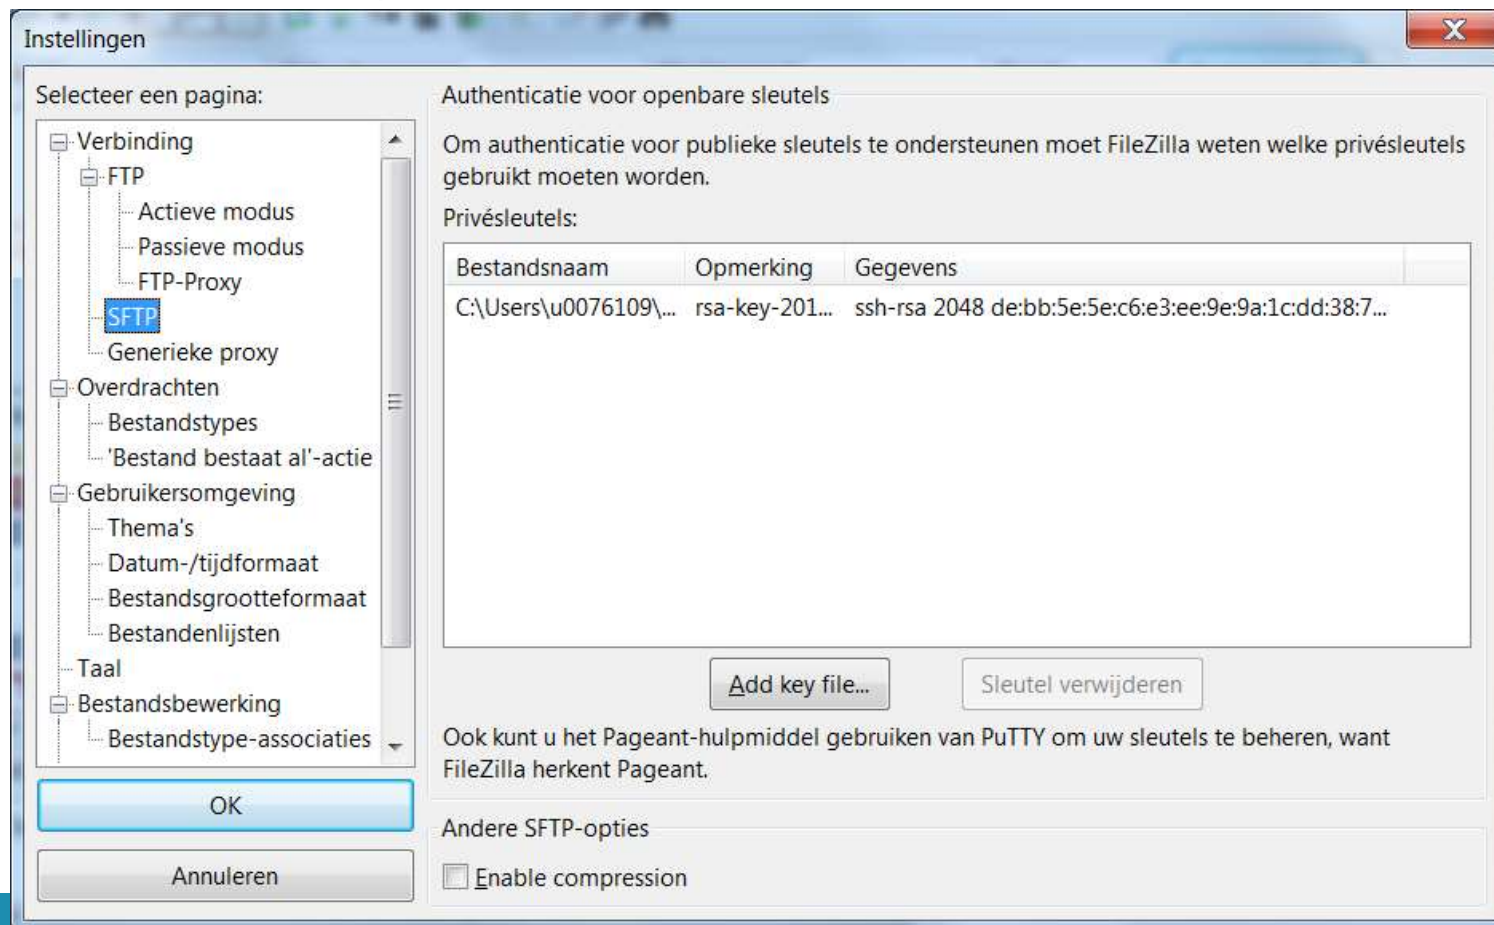 Instellingen
Selecteer een pagina:
Verbinding
FTP
Actieve modus
Passieve modus
FTP-Proxy
SFTP
Generieke proxy
Overdrachten
Bestandstypes
'Bestand bestaat al'-actie
Gebruikersomgeving
Thema's
Datum-/tijdformaat
Bestandsgrootteformaat
Bestandenlijsten
Taal
Bestandsbewerking
Bestandstype-associaties
OK
Annuleren
Authenticatie voor openbare sleutels
Om authenticatie voor publieke sleutels te ondersteunen moet FileZilla weten welke privésleutels
gebruikt moeten worden.
Privésleutels:
Bestandsnaam Opmerking Gegevens
C:\Users\u0076109\... rsa-key-201... ssh-rsa 2048 de:bb:5e:5e:c6:e3:ee:9e:9a:1c:dd:38:7...
Add key file... Sleutel verwijderen
Ook kunt u het Pageant-hulpmiddel gebruiken van PuTTY om uw sleutels te beheren, want
FileZilla herkent Pageant.
Andere SFTP-opties
Enable compression